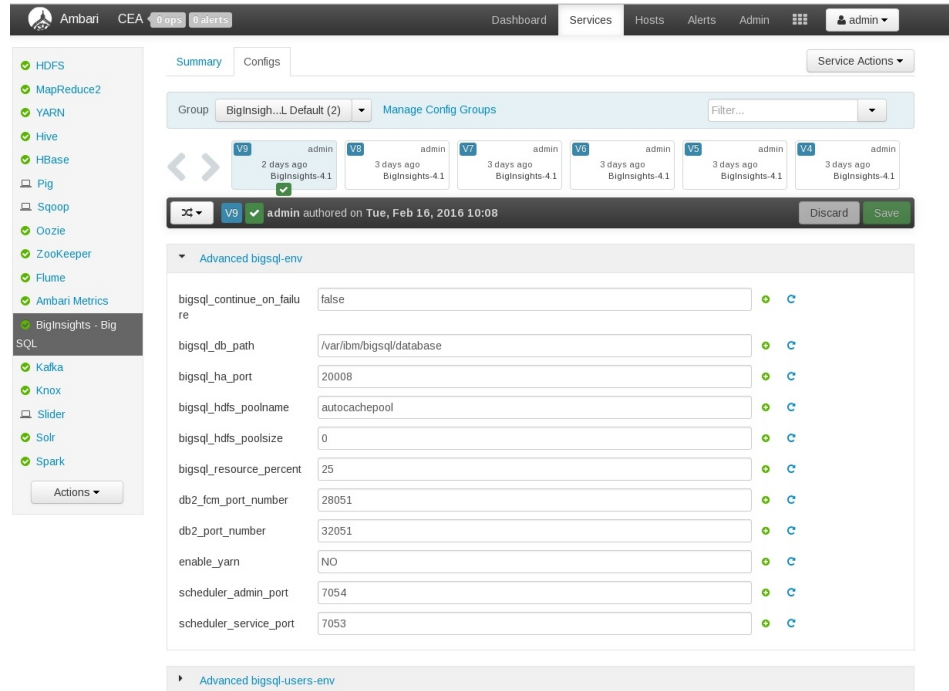 Ambari CEA 0 ops 0 alerts Dashboard Services Hosts Alerts Admin admin
HDFS
MapReduce2
YARN
Hive
HBase
Pig
Sqoop
Oozie
ZooKeeper
Flume
Ambari Metrics
BigInsights - Big
SQL
Kafka
Knox
Slider
Solr
Spark
Actions
Summary Configs Service Actions
Group BigInsigh...L Default (2) Manage Config Groups Filter...
V9 admin
2 days ago
BigInsights-4.1
V8 admin
3 days ago
BigInsights-4.1
V7 admin
3 days ago
BigInsights-4.1
V6 admin
3 days ago
BigInsights-4.1
V5 admin
3 days ago
BigInsights-4.1
V4 admin
3 days ago
BigInsights-4.1
V9 admin authored on Tue, Feb 16, 2016 10:08 Discard Save
Advanced bigsql-env
bigsql_continue_on_failu false
re
bigsql_db_path /var/ibm/bigsql/database
bigsql_ha_port 20008
bigsql_hdfs_poolname autocachepool
bigsql_hdfs_poolsize 0
bigsql_resource_percent 25
db2_fcm_port_number 28051
db2_port_number 32051
enable_yarn NO
scheduler_admin_port 7054
scheduler_service_port 7053
Advanced bigsql-users-env